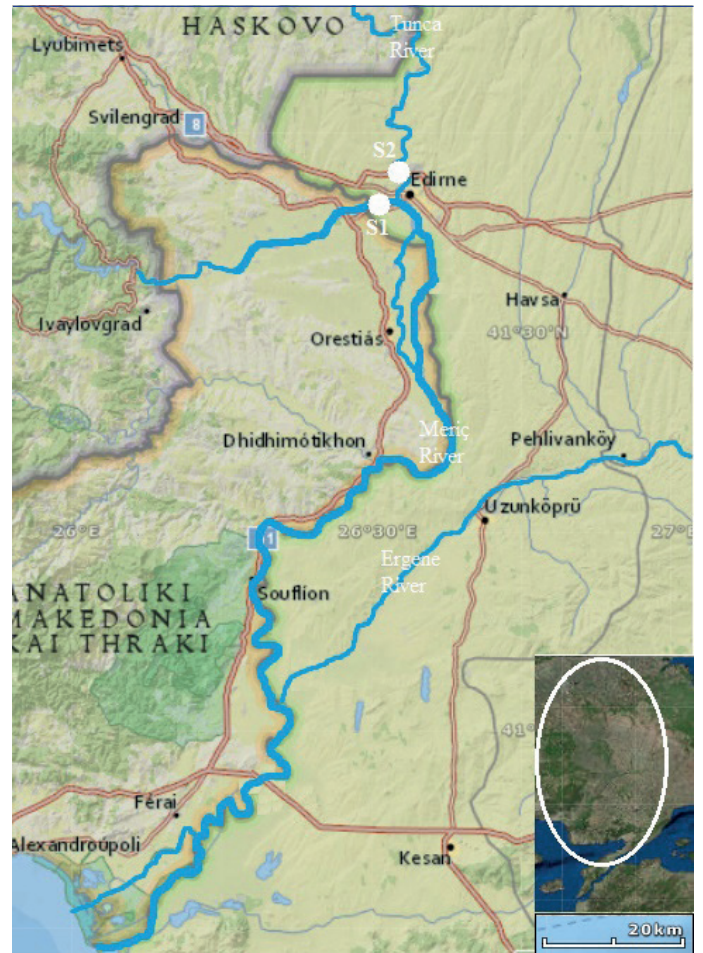 HASKOVO
Tunca
River
Lyubimets
Svilengrad
8
S2
Edirne
S1
Havsa
Ivaylovgrad
Orestiás
41°30'N
Meriç
River
Dhidhimótikhon
Pehlivanköy
Uzunköprü
26°E
26°30'E
27°E
Ergene
River
Souflíon
ANATOLIKI
MAKEDONIA
KAI THRAKI
41°
Férai
Alexandroúpoli
Kesan
20km